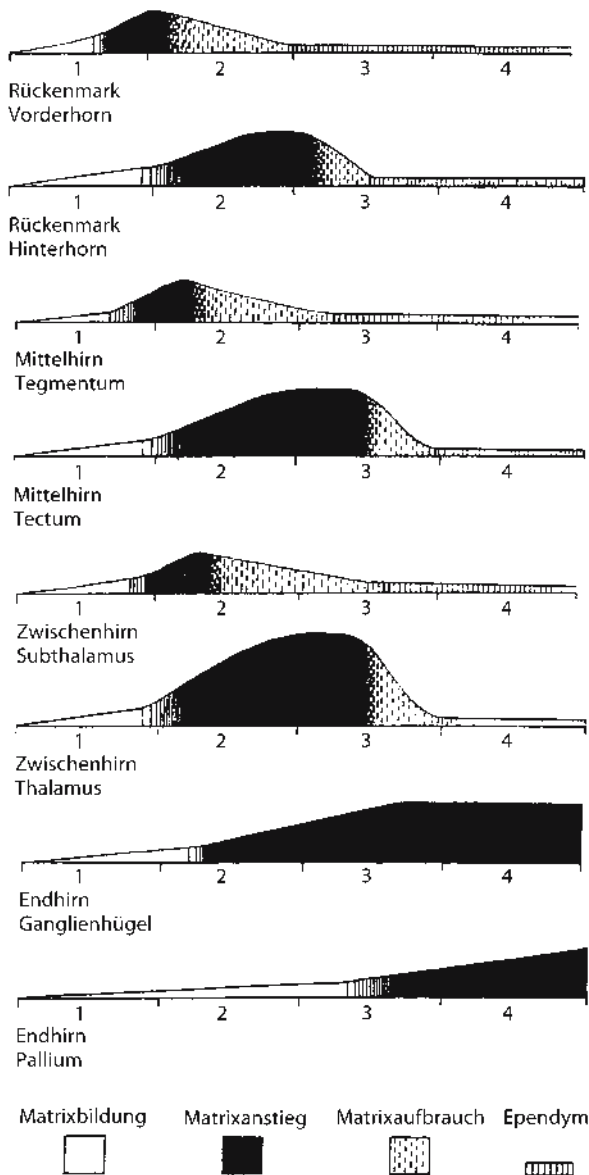 1 2 3 4
Rückenmark
Vorderhorn
1 2 3 4
Rückenmark
Hinterhorn
1 2 3 4
Mittelhirn
Tegmentum
1 2 3 4
Mittelhirn
Tectum
1 2 3 4
Zwischenhirn
Subthalamus
1 2 3 4
Zwischenhirn
Thalamus
1 2 3 4
Endhirn
Ganglienhügel
1 2 3 4
Endhirn
Pallium
Matrixbildung Matrixanstieg Matrixaufbrauch Ependym